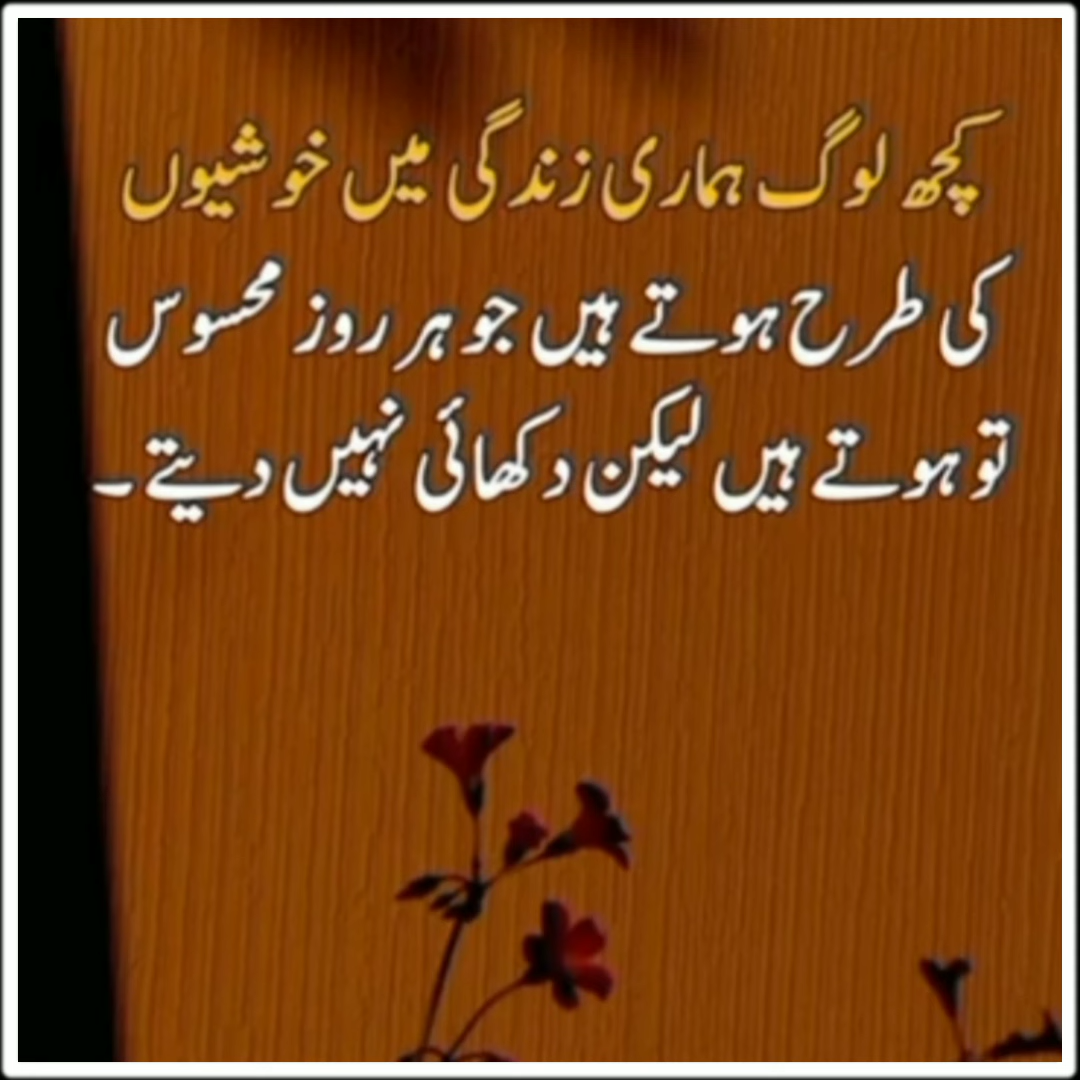 کچھ لوگ ہماری زندگی میں خوشیوں
کی طرح ہوتے ہیں جو ہر روز محسوس
تو ہوتے ہیں لیکن دکھائی نہیں دیتے ۔